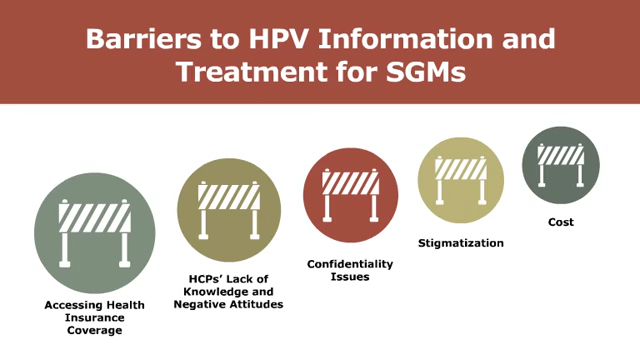 Barriers to HPV Information and
Treatment for SGMs
Accessing Health
Insurance
Coverage
HCPs' Lack of
Knowledge and
Negative Attitudes
Confidentiality
Issues
Stigmatization
Cost